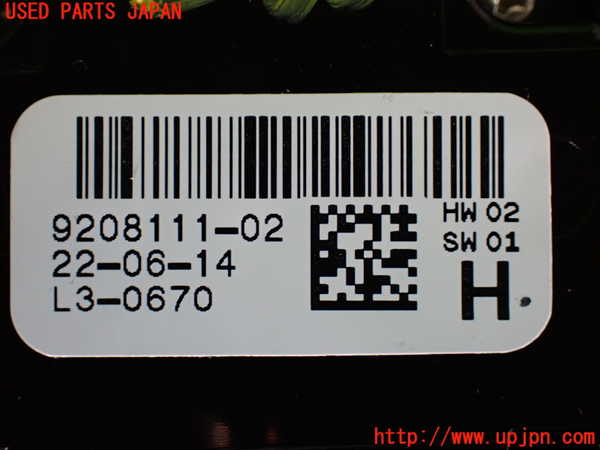 USED PARTS JAPAN
9208111-02
22-06-14
L3-0670
HW 02
SW 01
H
http://www.upjpn.com/